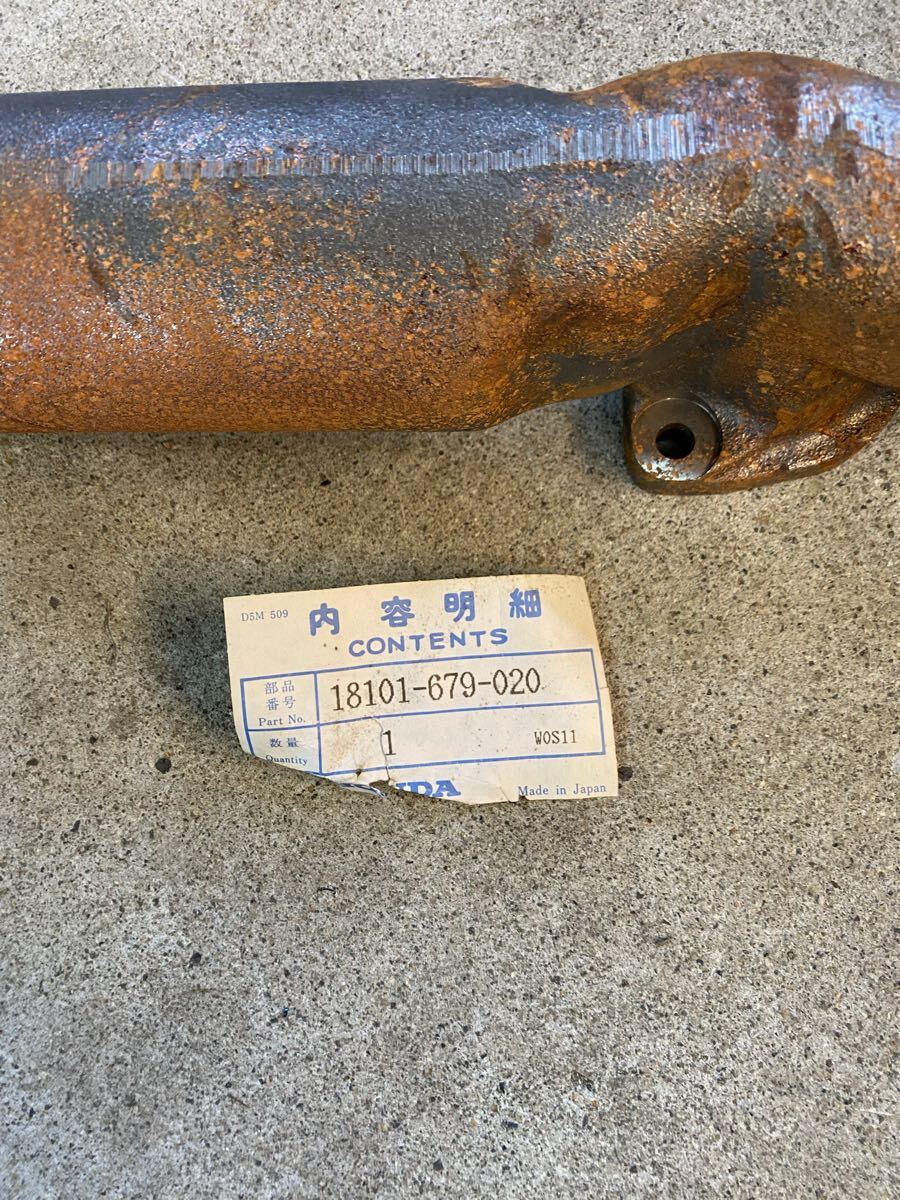 D5M 509
内容明細
CONTENTS
部品
番号
Part No.
18101-679-020
数量
Quantity
1
W0S11
Made in Japan